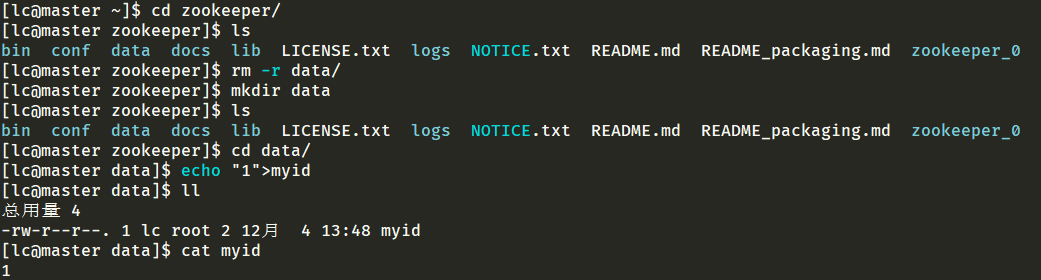 [lc@master ~]$ cd zookeeper/
[lc@master zookeeper]$ ls
bin  conf  data  docs  lib  LICENSE.txt  logs  NOTICE.txt  README.md  README_packaging.md  zookeeper_0
[lc@master zookeeper]$ rm -r data/
[lc@master zookeeper]$ mkdir data
[lc@master zookeeper]$ ls
bin  conf  data  docs  lib  LICENSE.txt  logs  NOTICE.txt  README.md  README_packaging.md  zookeeper_0
[lc@master zookeeper]$ cd data/
[lc@master data]$ echo "1">myid
[lc@master data]$ ll
总用量 4
-rw-r--r--. 1 lc root 2 12月  4 13:48 myid
[lc@master data]$ cat myid
1